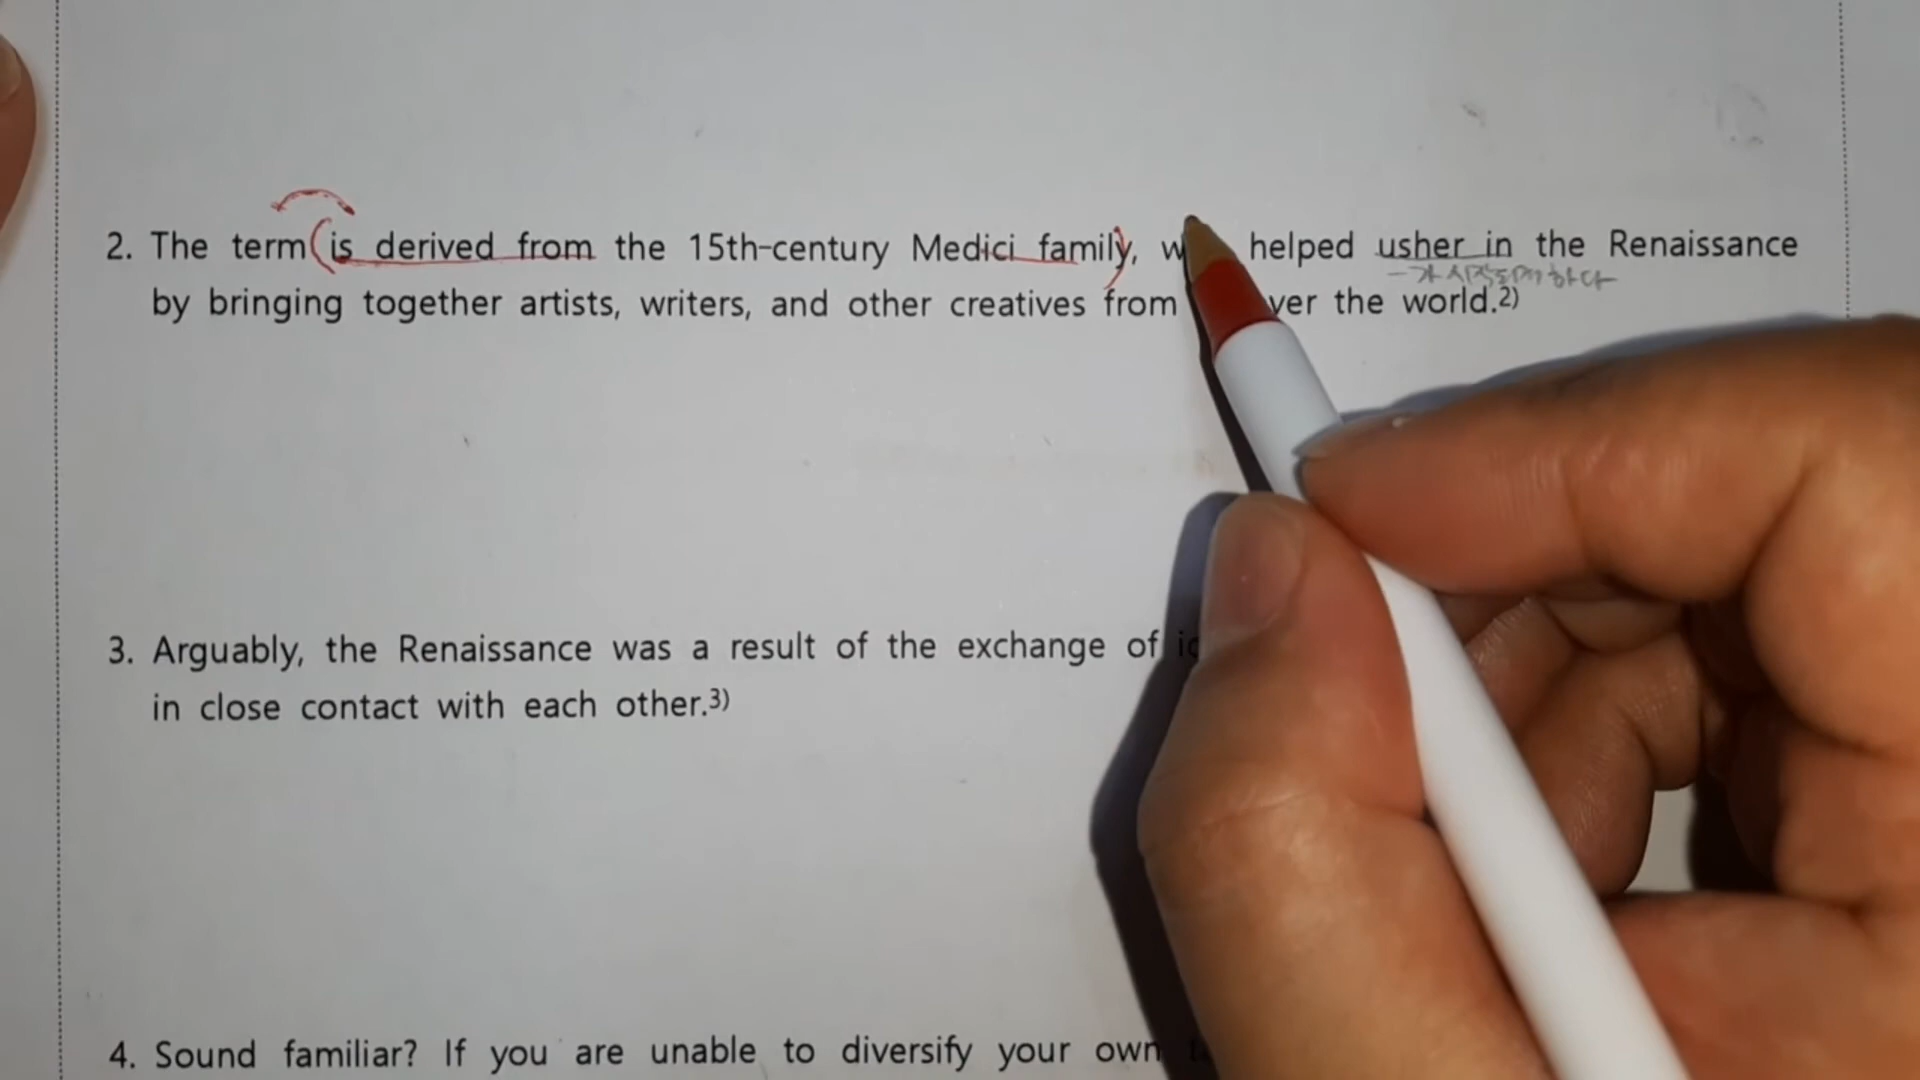 2. The term is derived from the 15th-century Medici family, helped usher in the Renaissance
by bringing together artists, writers, and other creatives from the world.2)
3. Arguably, the Renaissance was a result of the exchange of
in close contact with each other.3)
4. Sound familiar? If you are unable to diversify your own